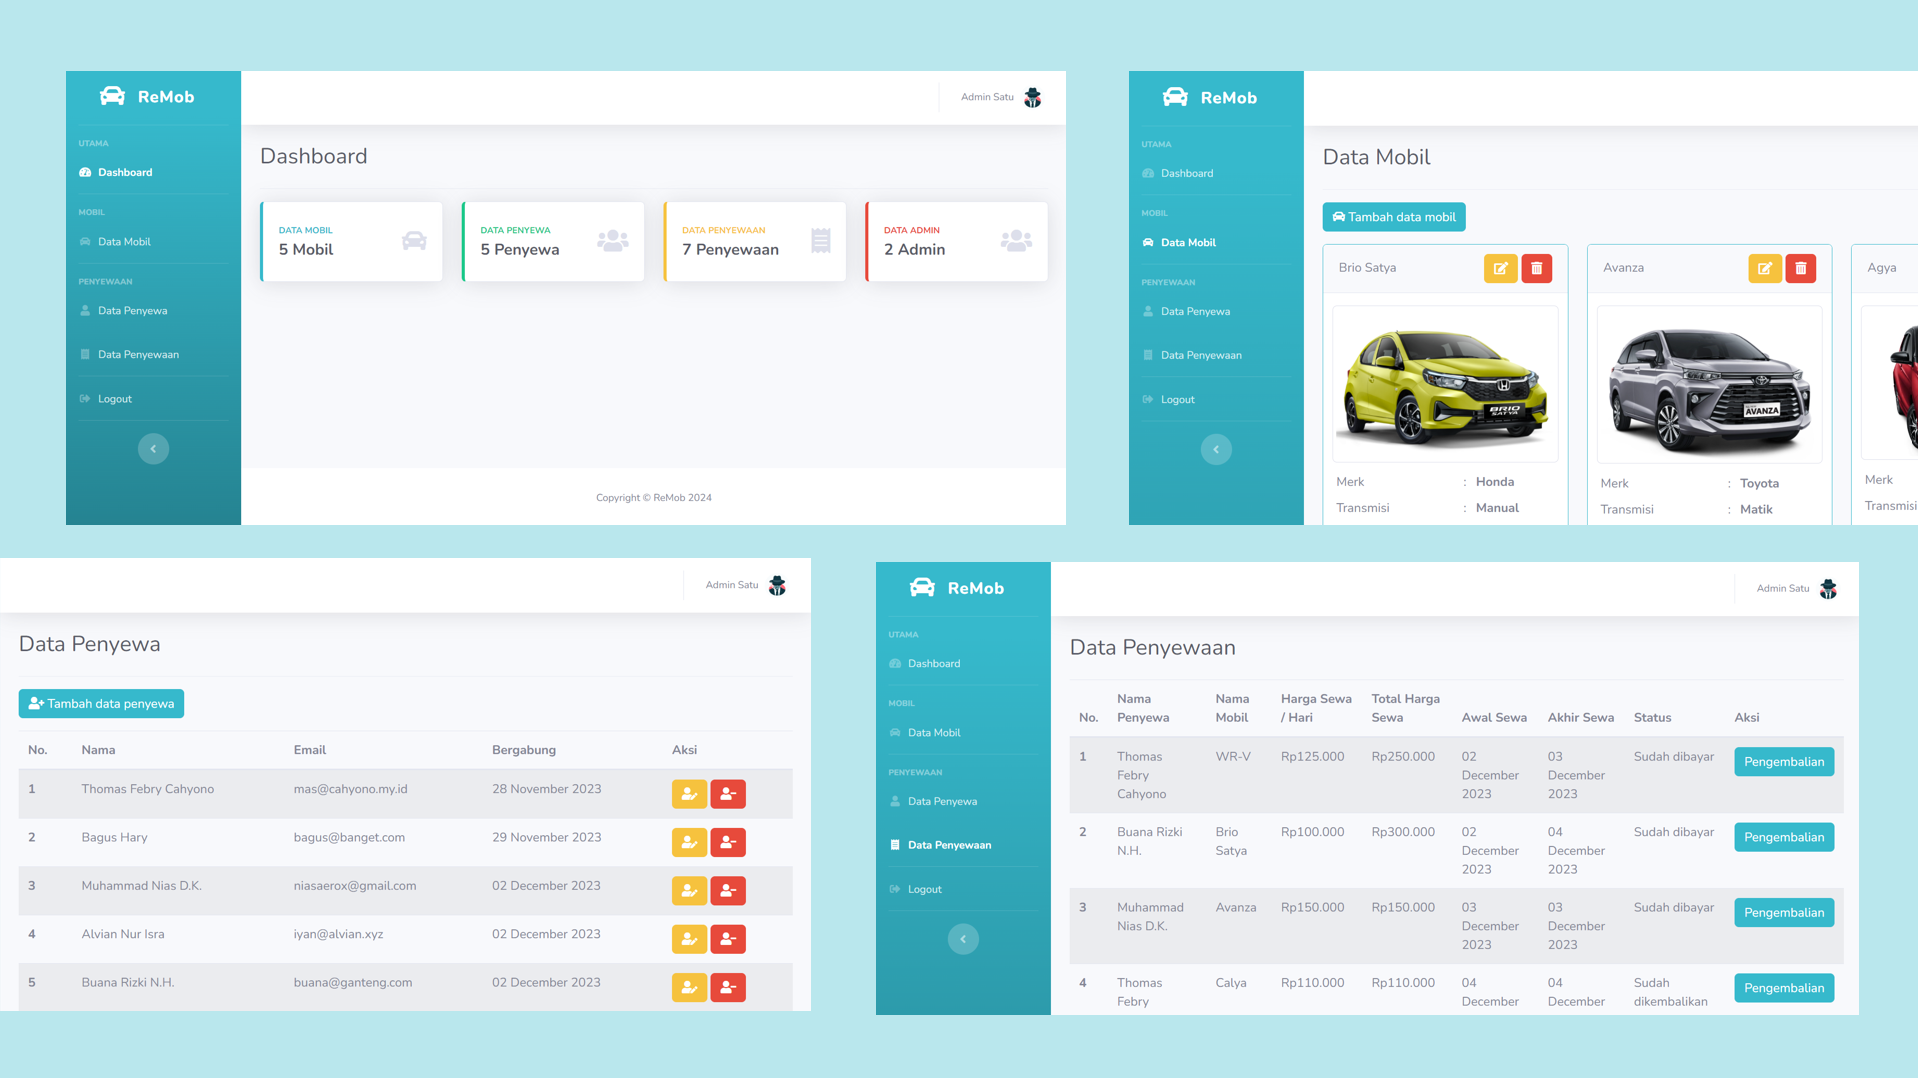 ReMob
Admin Satu
UTAMA
Dashboard
MOBIL
Data Mobil
PENYEWAAN
Data Penyewa
Data Penyewaan
Logout
Dashboard
DATA MOBIL
5 Mobil
DATA PENYEWA
5 Penyewa
DATA PENYEWAAN
7 Penyewaan
DATA ADMIN
2 Admin
Copyright © ReMob 2024
ReMob
UTAMA
Dashboard
MOBIL
Data Mobil
PENYEWAAN
Data Penyewa
Data Penyewaan
Logout
Data Mobil
Tambah data mobil
Brio Satya
BRIO
SATYA
Merk : Honda
Transmisi : Manual
Avanza
AVANZA
Merk : Toyota
Transmisi : Matik
Agya
Merk
Transmisi
Admin Satu
Data Penyewa
Tambah data penyewa
No. Nama Email Bergabung Aksi
1 Thomas Febry Cahyono mas@cahyono.my.id 28 November 2023
2 Bagus Hary bagus@banget.com 29 November 2023
3 Muhammad Nias D.K. niasaerox@gmail.com 02 December 2023
4 Alvian Nur Isra iyan@alvian.xyz 02 December 2023
5 Buana Rizki N.H. buana@ganteng.com 02 December 2023
ReMob
Admin Satu
UTAMA
Dashboard
MOBIL
Data Mobil
PENYEWAAN
Data Penyewa
Data Penyewaan
Logout
Data Penyewaan
Nama Nama Harga Sewa Total Harga
No. Penyewa Mobil / Hari Sewa Awal Sewa Akhir Sewa Status Aksi
1 Thomas WR-V Rp125.000 Rp250.000 02 03 Sudah dibayar Pengembalian
Febry December December
Cahyono 2023 2023
2 Buana Rizki Brio Rp100.000 Rp300.000 02 04 Sudah dibayar Pengembalian
N.H. Satya December December
2023 2023
3 Muhammad Avanza Rp150.000 Rp150.000 03 03 Sudah dibayar Pengembalian
Nias D.K. December December
2023 2023
4 Thomas Calya Rp110.000 Rp110.000 04 04 Sudah Pengembalian
Febry December December dikembalikan